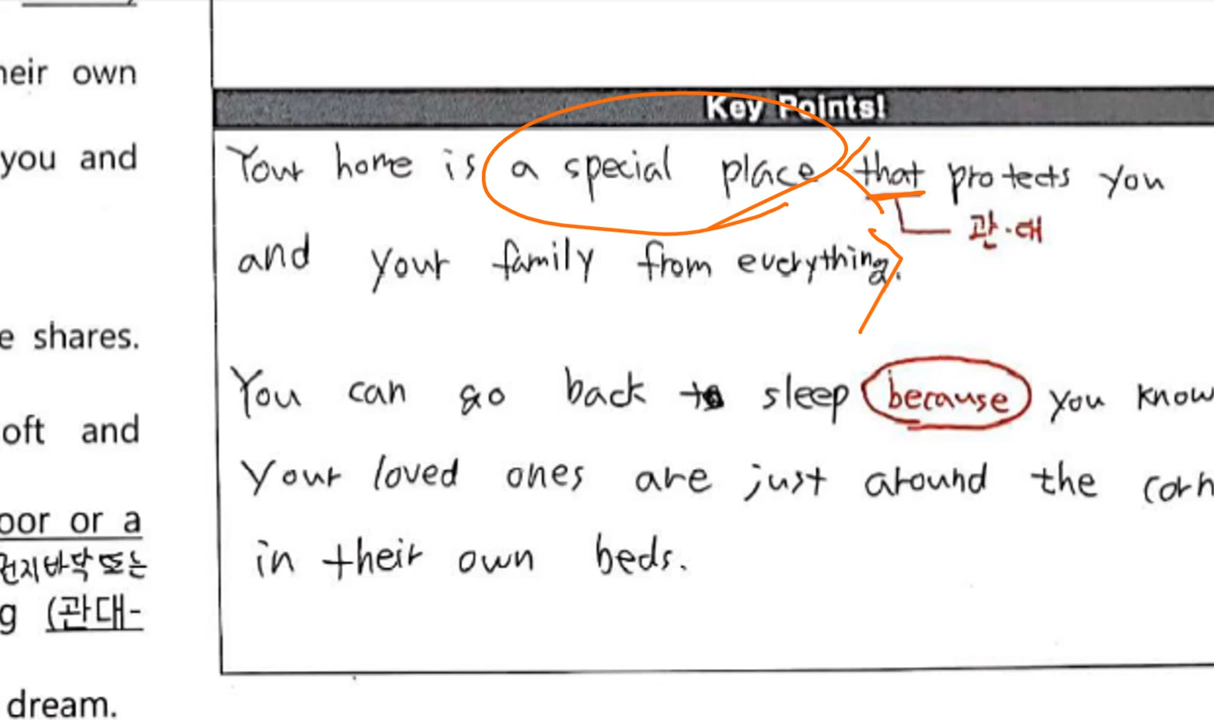 their own
you and
e shares.
oft and
oor or a
먼지바닥 또는
g (관대-
dream.
Key Points!
Your home is a special place that protects you
관·대
and your family from everything.
You can go back to sleep because you know
your loved ones are just around the corn
in their own beds.